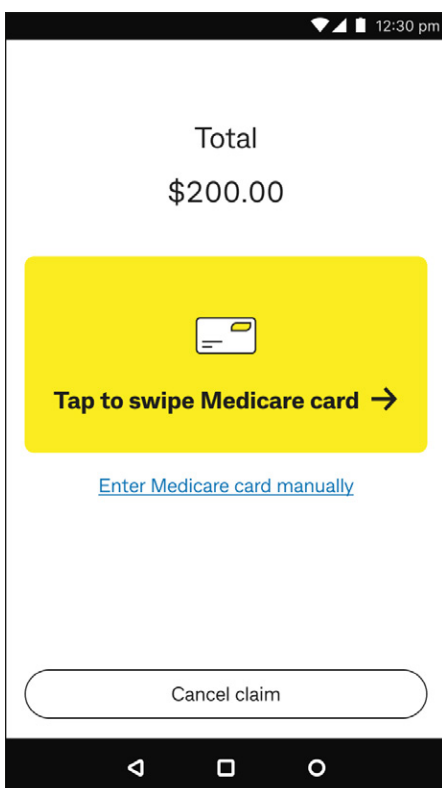 12:30 pm
Total
$200.00
Tap to swipe Medicare card →
Enter Medicare card manually
Cancel claim